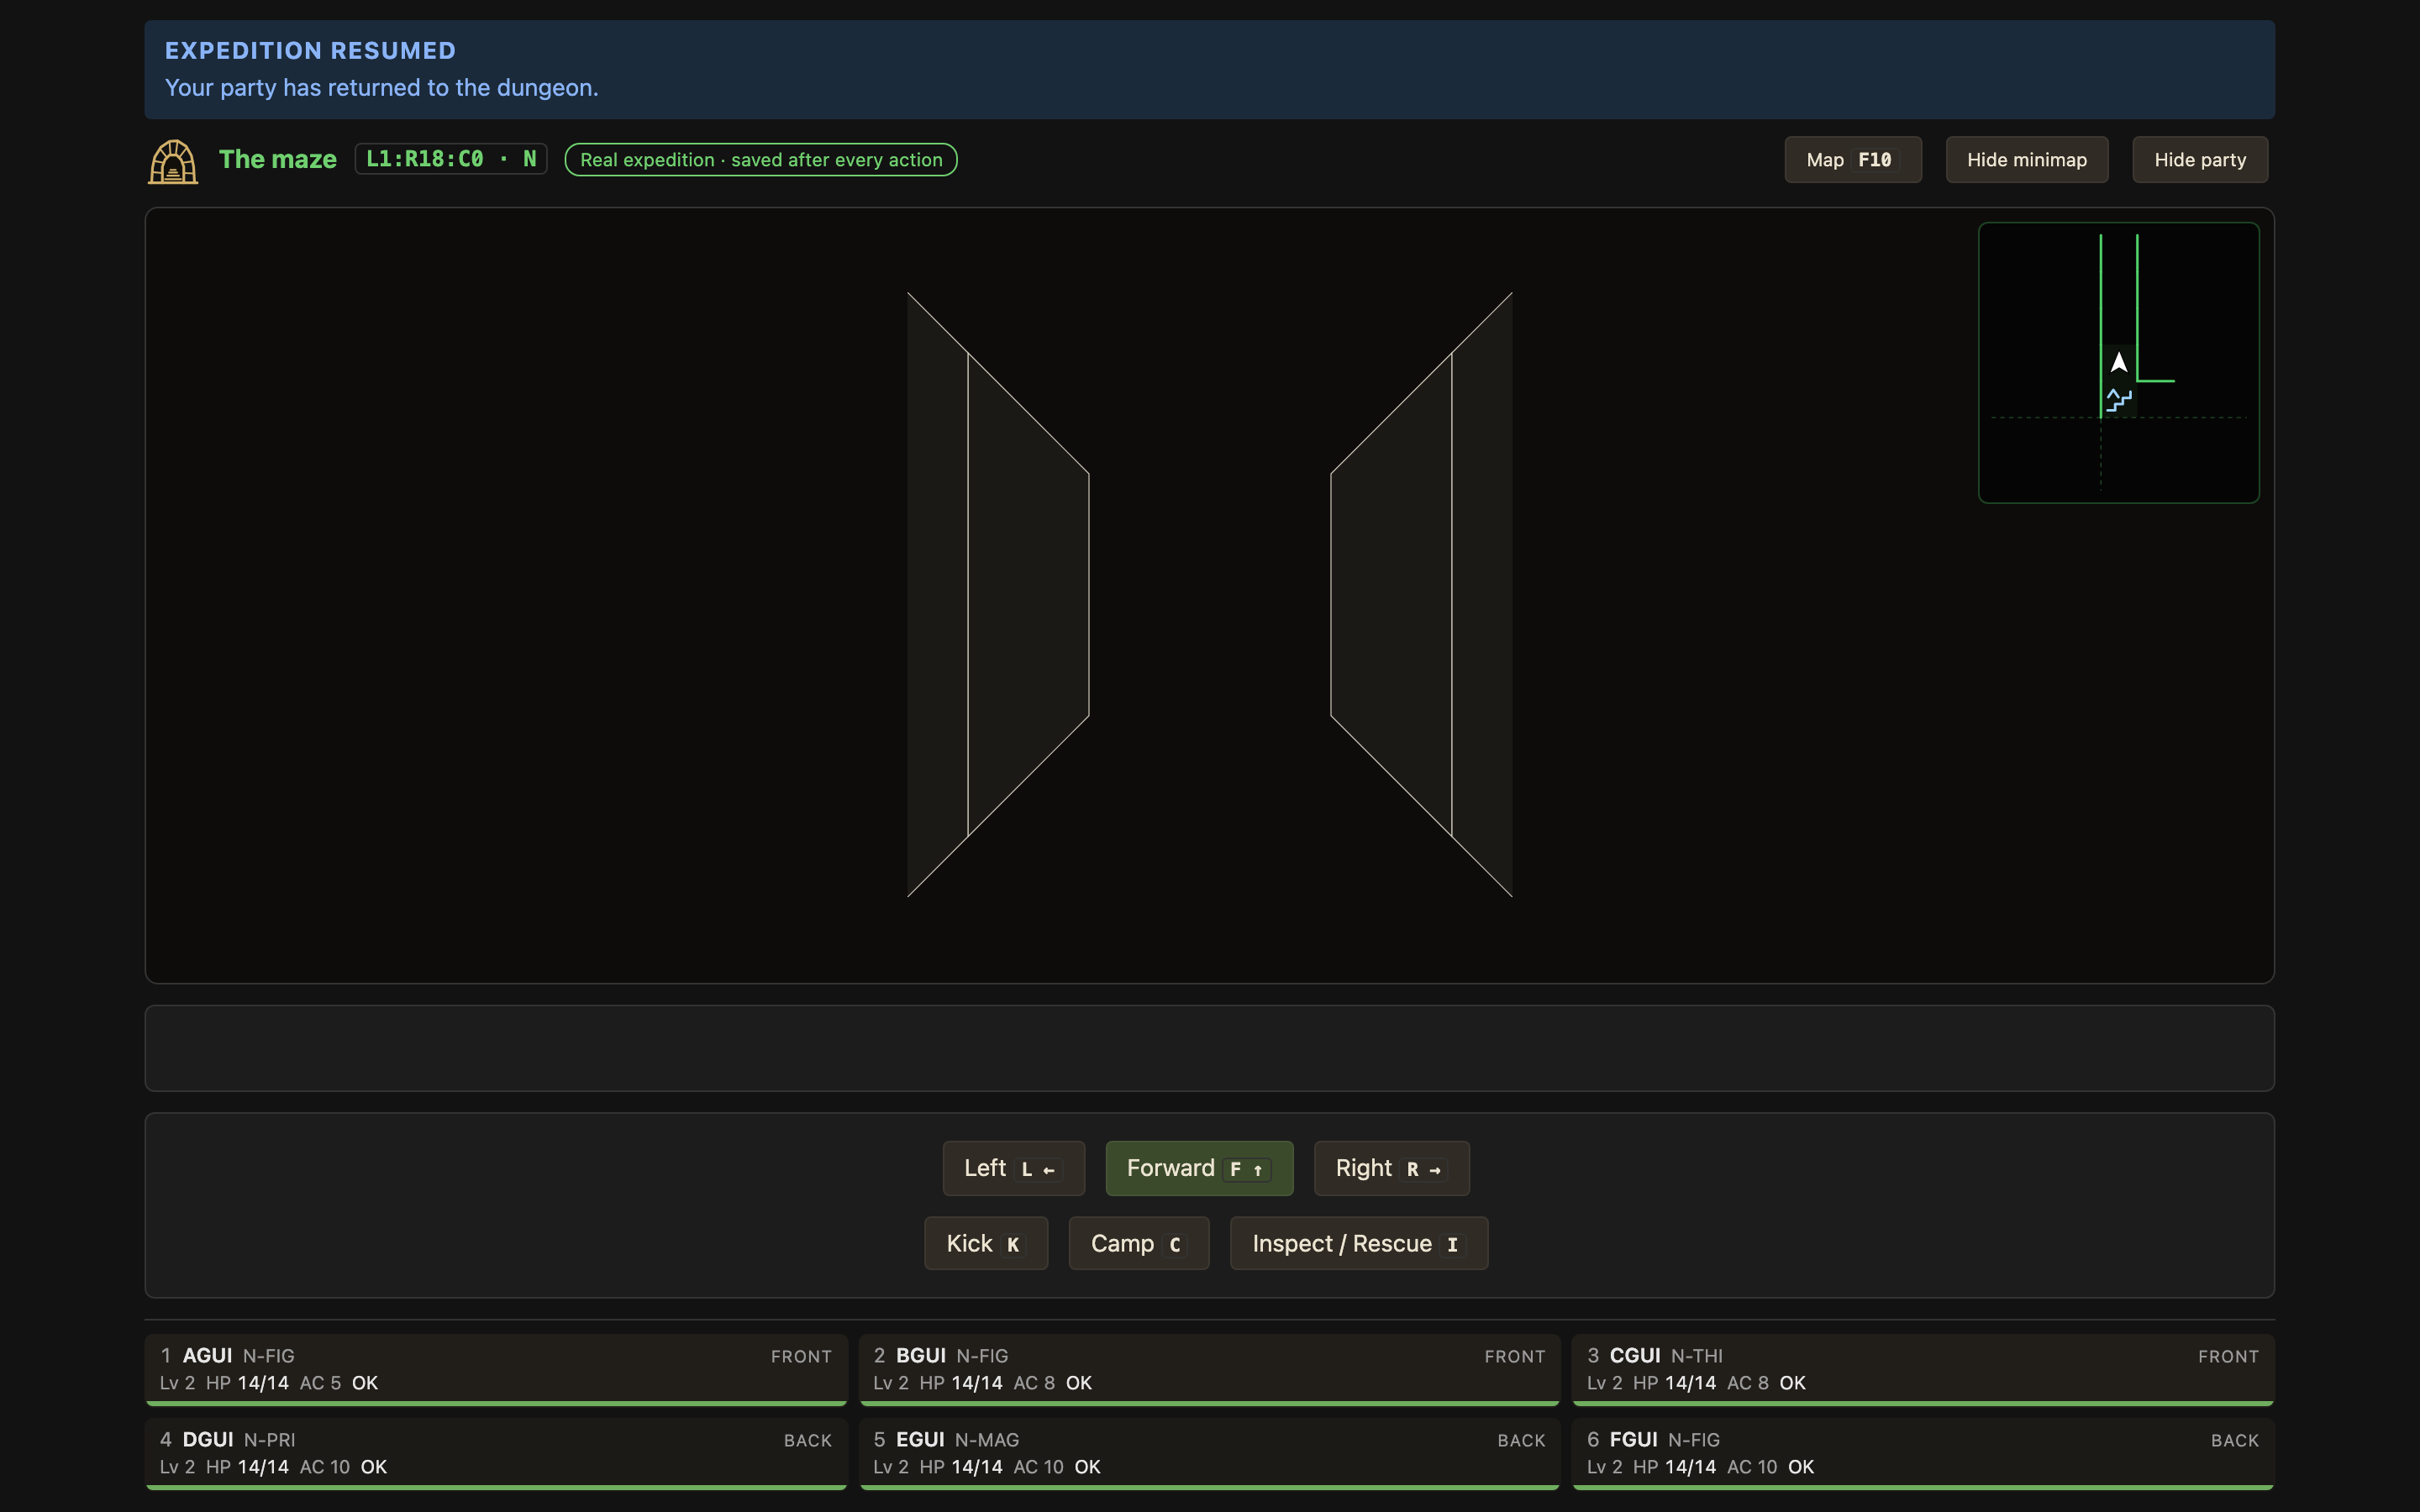 EXPEDITION RESUMED
Your party has returned to the dungeon.
The maze L1:R18:C0 · N Real expedition · saved after every action Map F10 Hide minimap Hide party
Left L ← Forward F ↑ Right R →
Kick K Camp C Inspect / Rescue I
1 AGUI N-FIG FRONT 2 BGUI N-FIG FRONT 3 CGUI N-THI FRONT
Lv 2 HP 14/14 AC 5 OK Lv 2 HP 14/14 AC 8 OK Lv 2 HP 14/14 AC 8 OK
4 DGUI N-PRI BACK 5 EGUI N-MAG BACK 6 FGUI N-FIG BACK
Lv 2 HP 14/14 AC 10 OK Lv 2 HP 14/14 AC 10 OK Lv 2 HP 14/14 AC 10 OK